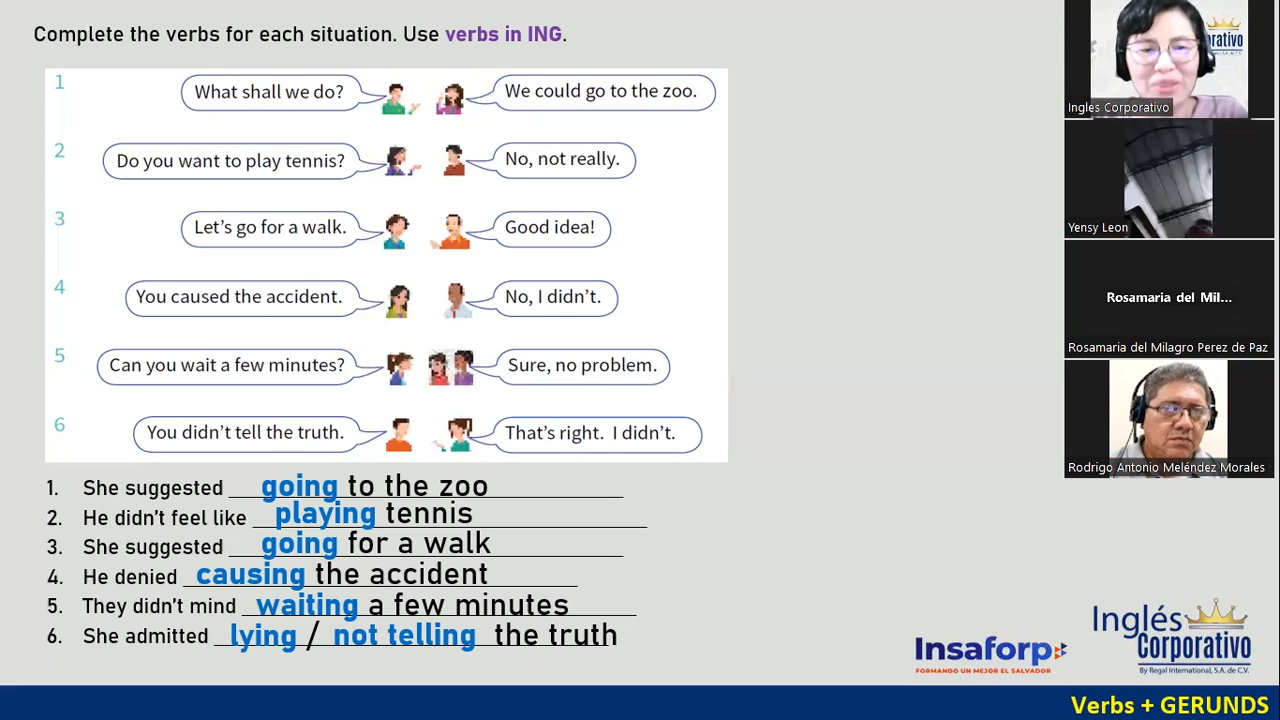 Complete the verbs for each situation. Use verbs in ING.
1 What shall we do? We could go to the zoo.
2 Do you want to play tennis? No, not really.
3 Let's go for a walk. Good idea!
4 You caused the accident. No, I didn't.
5 Can you wait a few minutes? Sure, no problem.
6 You didn't tell the truth. That's right. I didn't.
1. She suggested going to the zoo
2. He didn't feel like playing tennis
3. She suggested going for a walk
4. He denied causing the accident
5. They didn't mind waiting a few minutes
6. She admitted lying / not telling the truth
rativo
Ingles Corporativo
Yensy Leon
Rosamaria del Mil...
Rosamaria del Milagro Perez de Paz
Rodrigo Antonio Meléndez Morales
Insaforp
FORMANDO UN MEJOR EL SALVADOR
Inglés
Corporativo
By Regal International, S.A. de C.V.
Verbs + GERUNDS